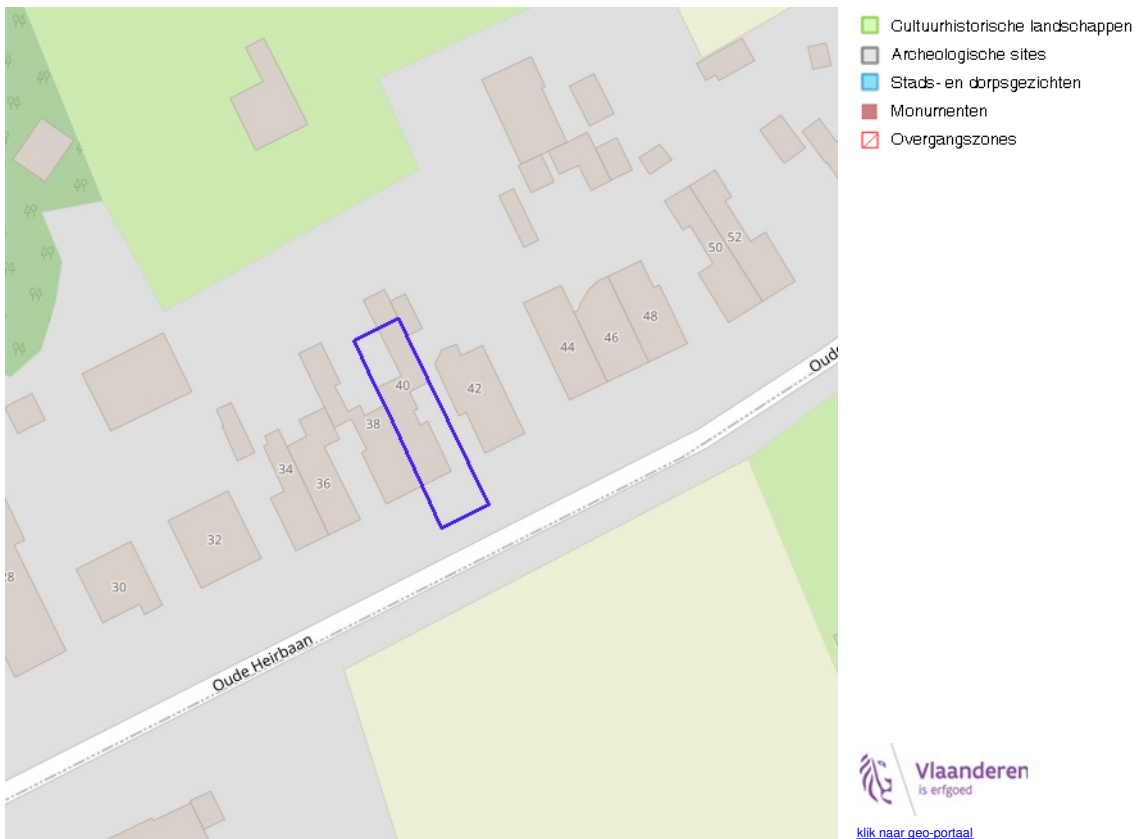 Cultuurhistorische landschappen
Archeologische sites
Stads- en dorpsgezichten
Monumenten
Overgangszones
50
52
48
46
44
42
40
38
34
36
32
30
28
Oude Heirbaan
Oude
Vlaanderen
is erfgoed
klik naar geo-portaal